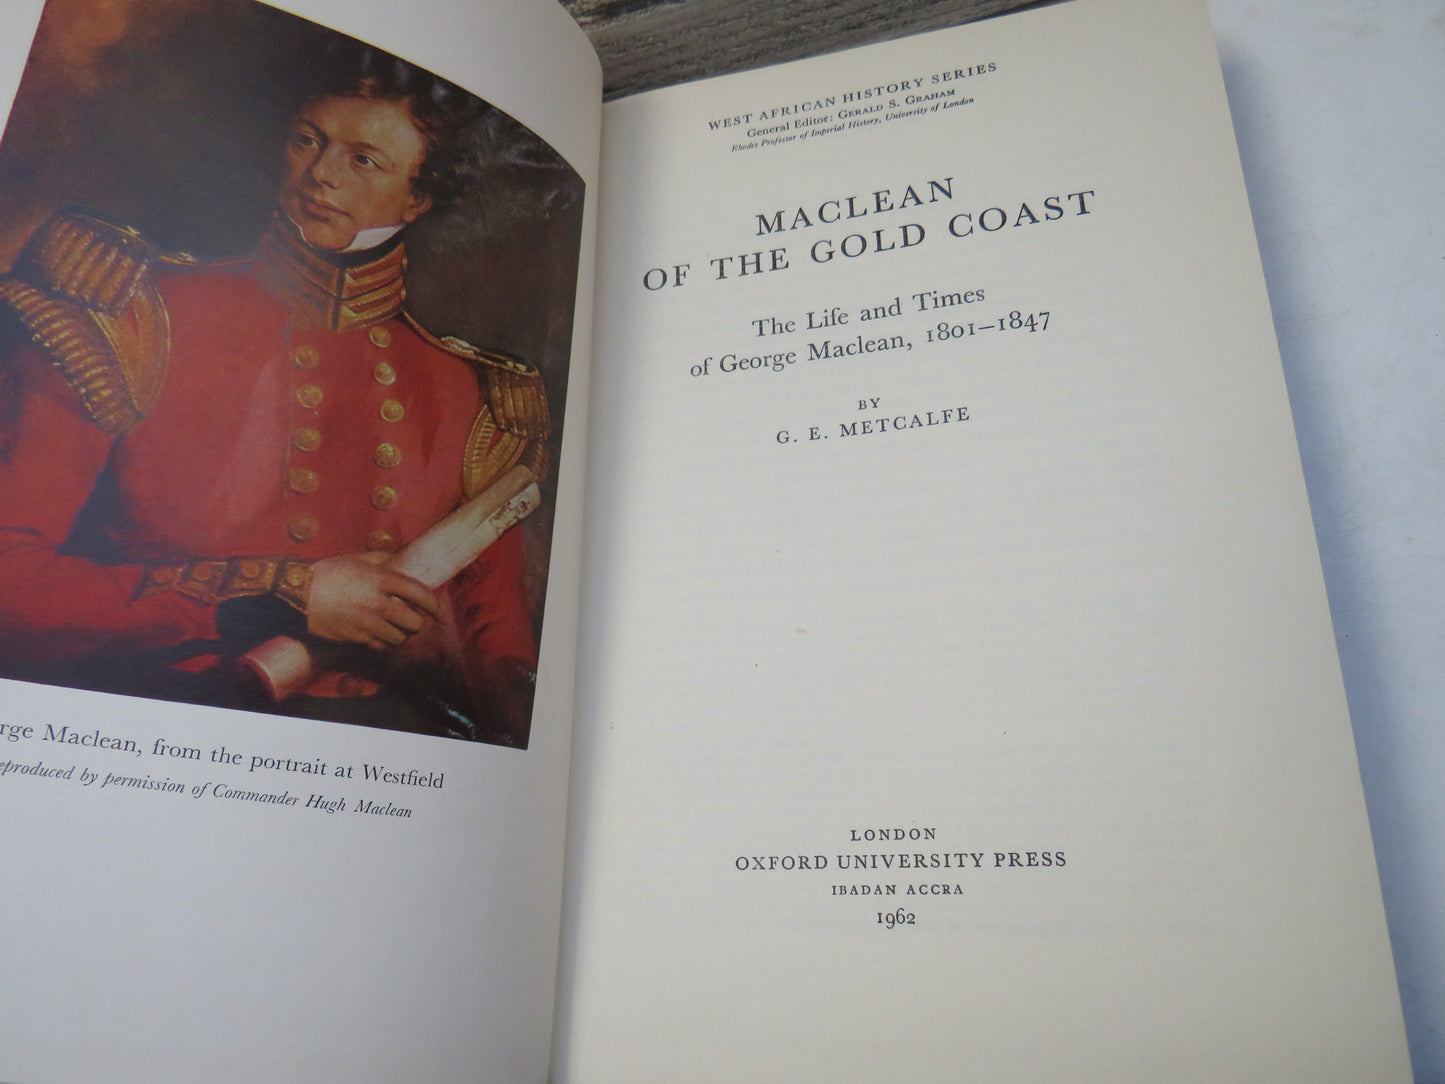 rge Maclean, from the portrait at Westfield
eproduced by permission of Commander Hugh Maclean
WEST AFRICAN HISTORY SERIES
General Editor: GERALD S. GRAHAM
Rhodes Professor of Imperial History, University of London
MACLEAN
OF THE GOLD COAST
The Life and Times
of George Maclean, 1801–1847
BY
G. E. METCALFE
LONDON
OXFORD UNIVERSITY PRESS
IBADAN ACCRA
1962